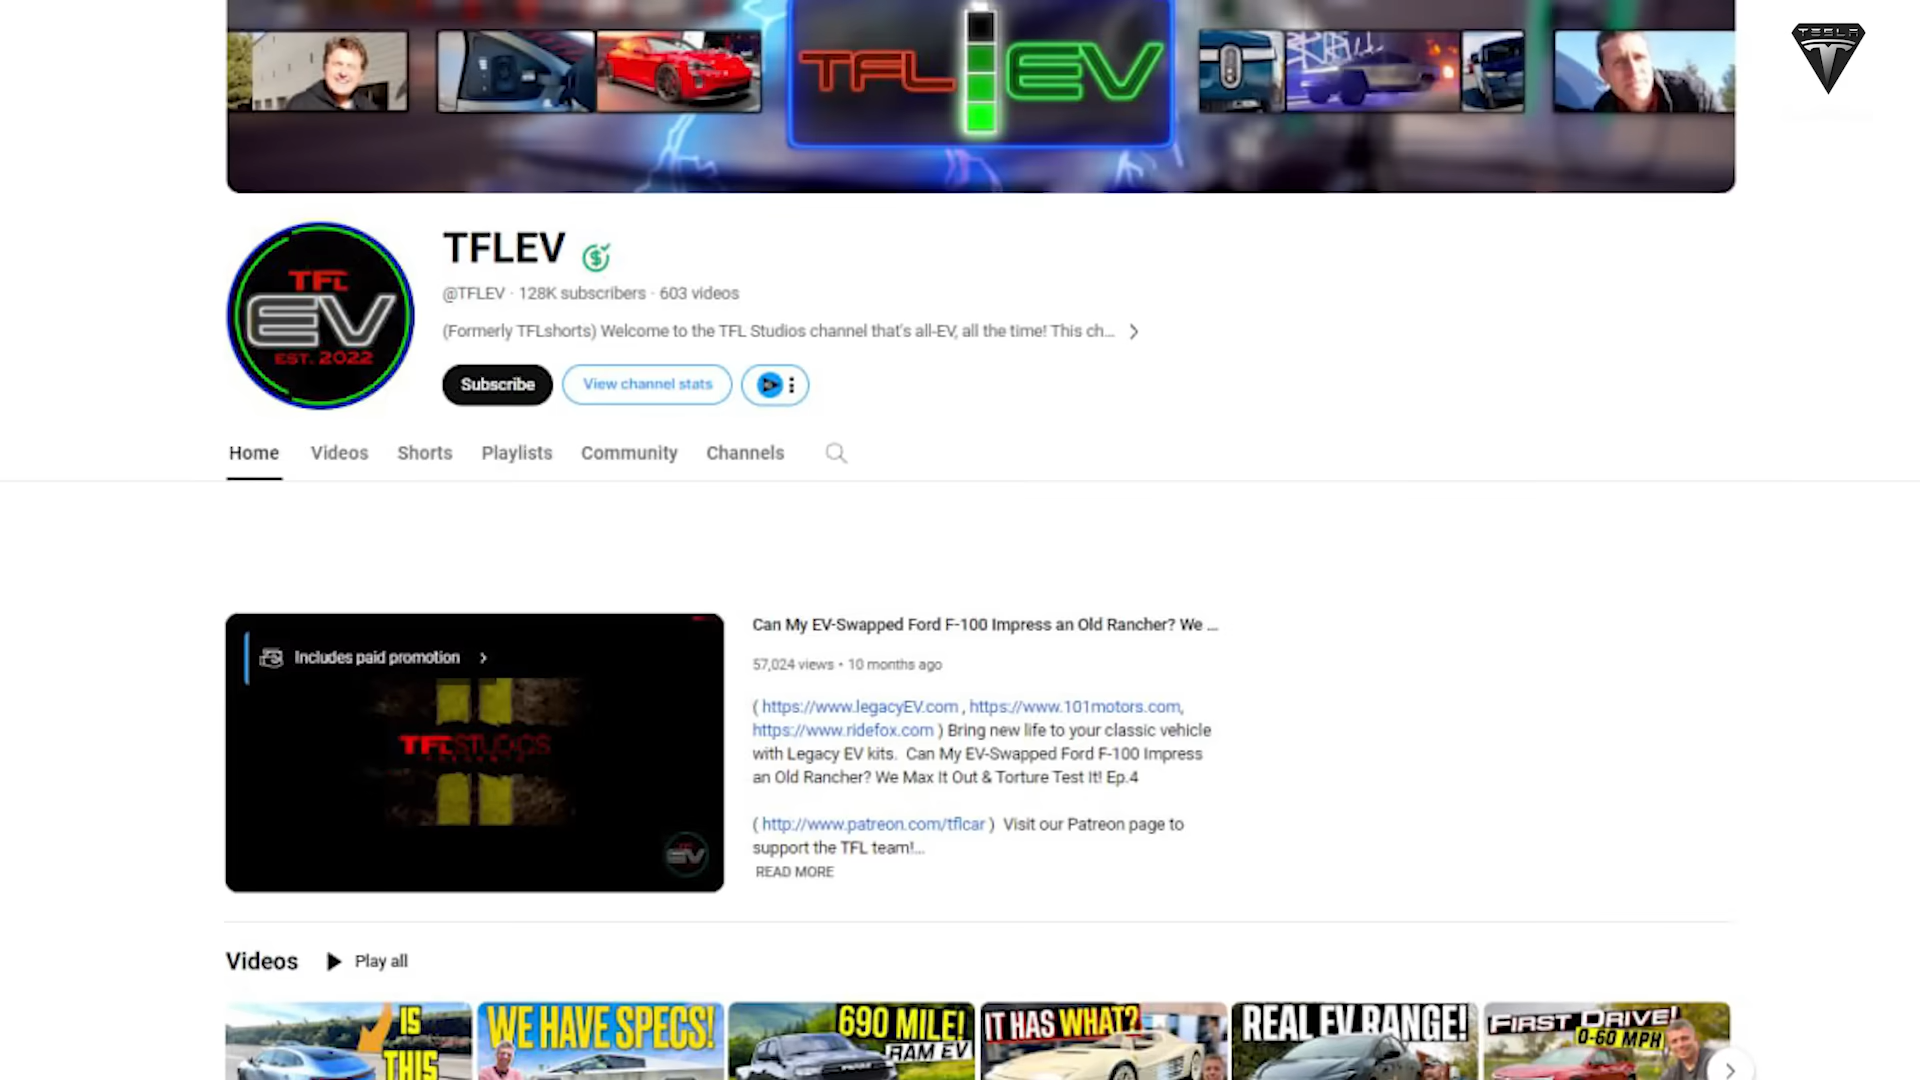 TFL EV
TESLA
TFL
EV
EST. 2022
TFLEV
@TFLEV · 128K subscribers · 603 videos
(Formerly TFLshorts) Welcome to the TFL Studios channel that's all-EV, all the time! This ch...
Subscribe
View channel stats
Home Videos Shorts Playlists Community Channels
Includes paid promotion
TFLSTUDIOS
EV
Can My EV-Swapped Ford F-100 Impress an Old Rancher? We ...
57,024 views • 10 months ago
( https://www.legacyEV.com , https://www.101motors.com,
https://www.ridefox.com ) Bring new life to your classic vehicle
with Legacy EV kits. Can My EV-Swapped Ford F-100 Impress
an Old Rancher? We Max It Out & Torture Test It! Ep.4
( http://www.patreon.com/tflcar ) Visit our Patreon page to
support the TFL team!...
READ MORE
Videos Play all
IS
THIS
WE HAVE SPECS!
690 MILE!
RAM EV
IT HAS WHAT?
REAL EV RANGE!
FIRST DRIVE!
0-60 MPH